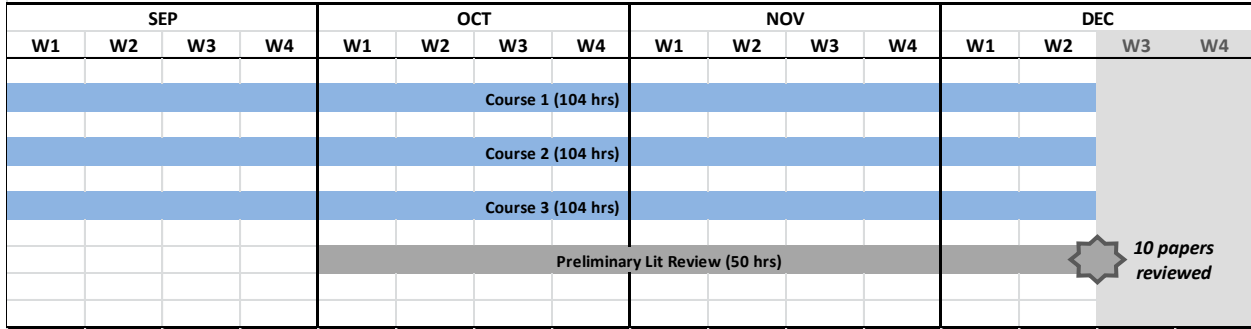 SEP OCT NOV DEC
W1 W2 W3 W4 W1 W2 W3 W4 W1 W2 W3 W4 W1 W2 W3 W4
Course 1 (104 hrs)
Course 2 (104 hrs)
Course 3 (104 hrs)
Preliminary Lit Review (50 hrs)
10 papers
reviewed